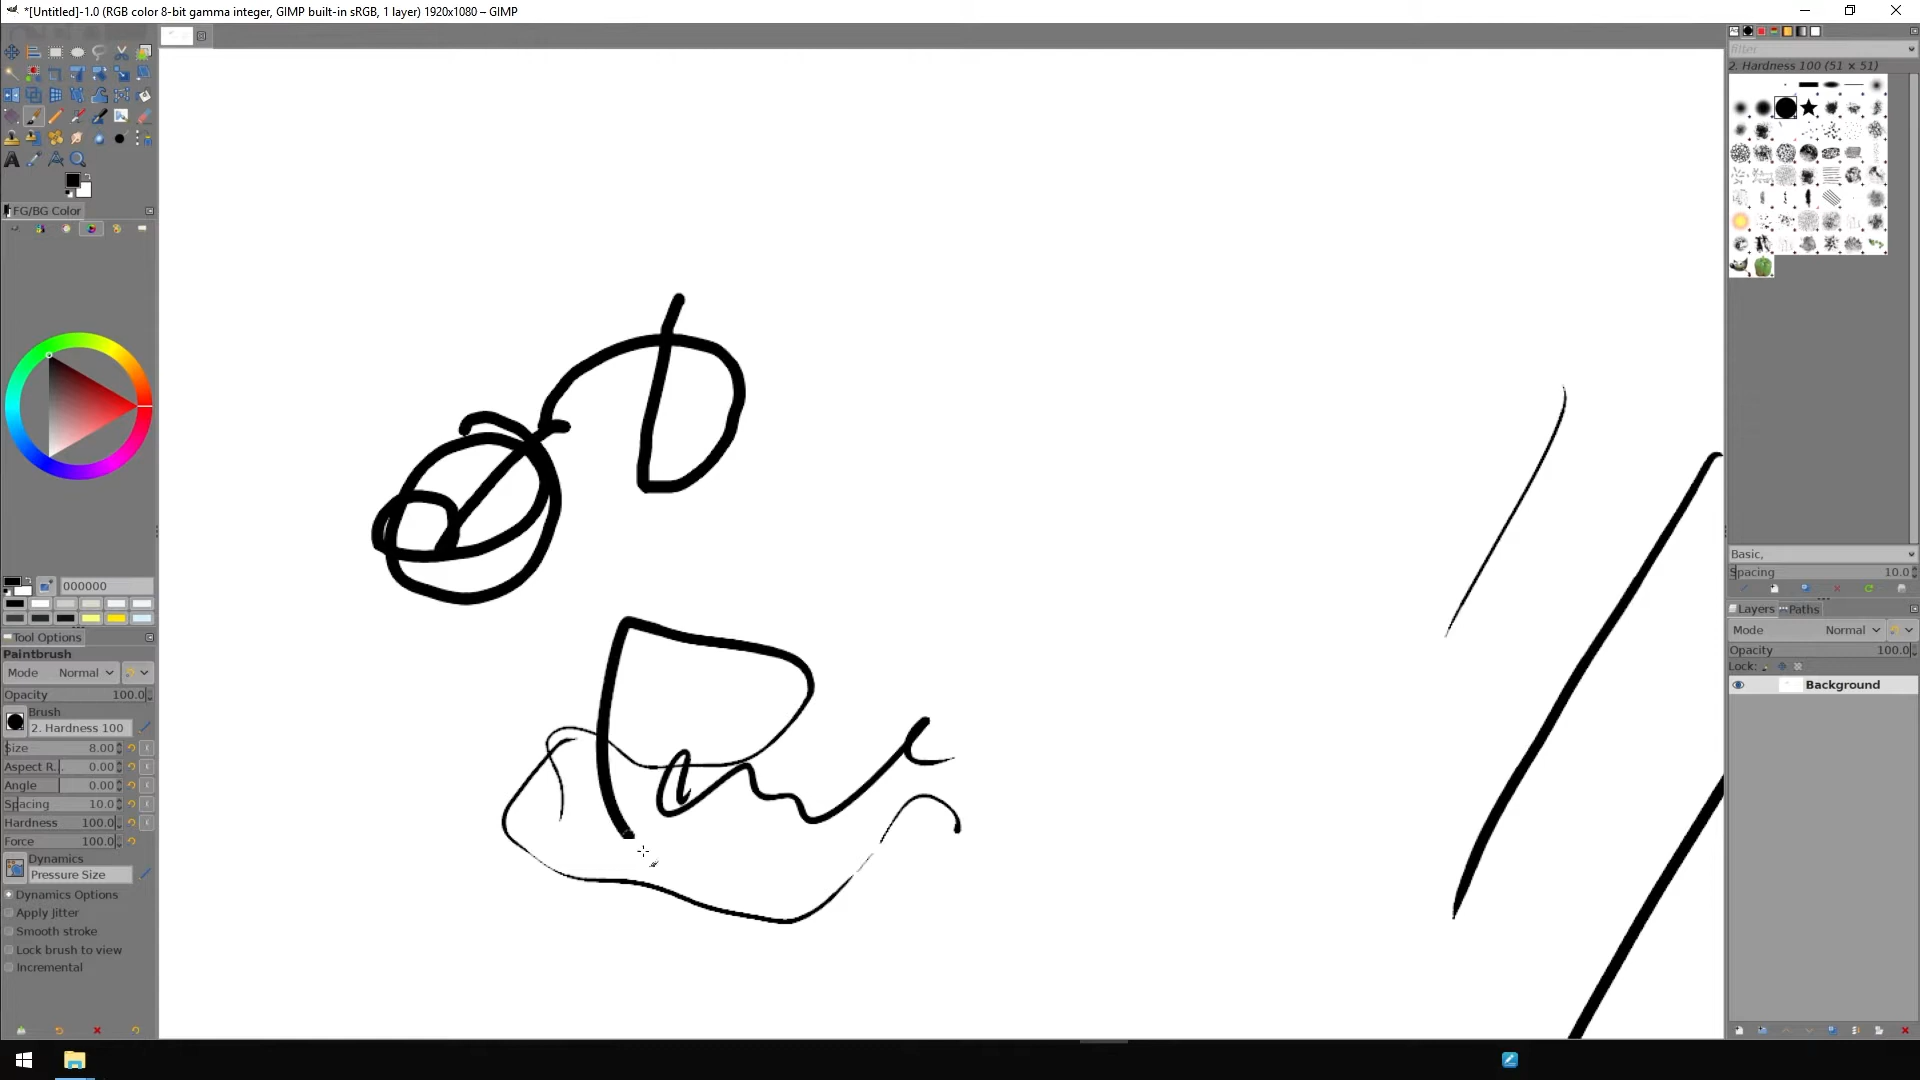 *[Untitled]-1.0 (RGB color 8-bit gamma integer, GIMP built-in sRGB, 1 layer) 1920x1080 – GIMP
filter
2. Hardness 100 (51 × 51)
FG/BG Color
000000
Tool Options
Paintbrush
Mode Normal
Opacity 100.0
Brush
2. Hardness 100
Size 8.00
Aspect R... 0.00
Angle 0.00
Spacing 10.0
Hardness 100.0
Force 100.0
Dynamics
Pressure Size
Dynamics Options
Apply Jitter
Smooth stroke
Lock brush to view
Incremental
Basic,
Spacing 10.0
Layers Paths
Mode Normal
Opacity 100.0
Lock:
Background